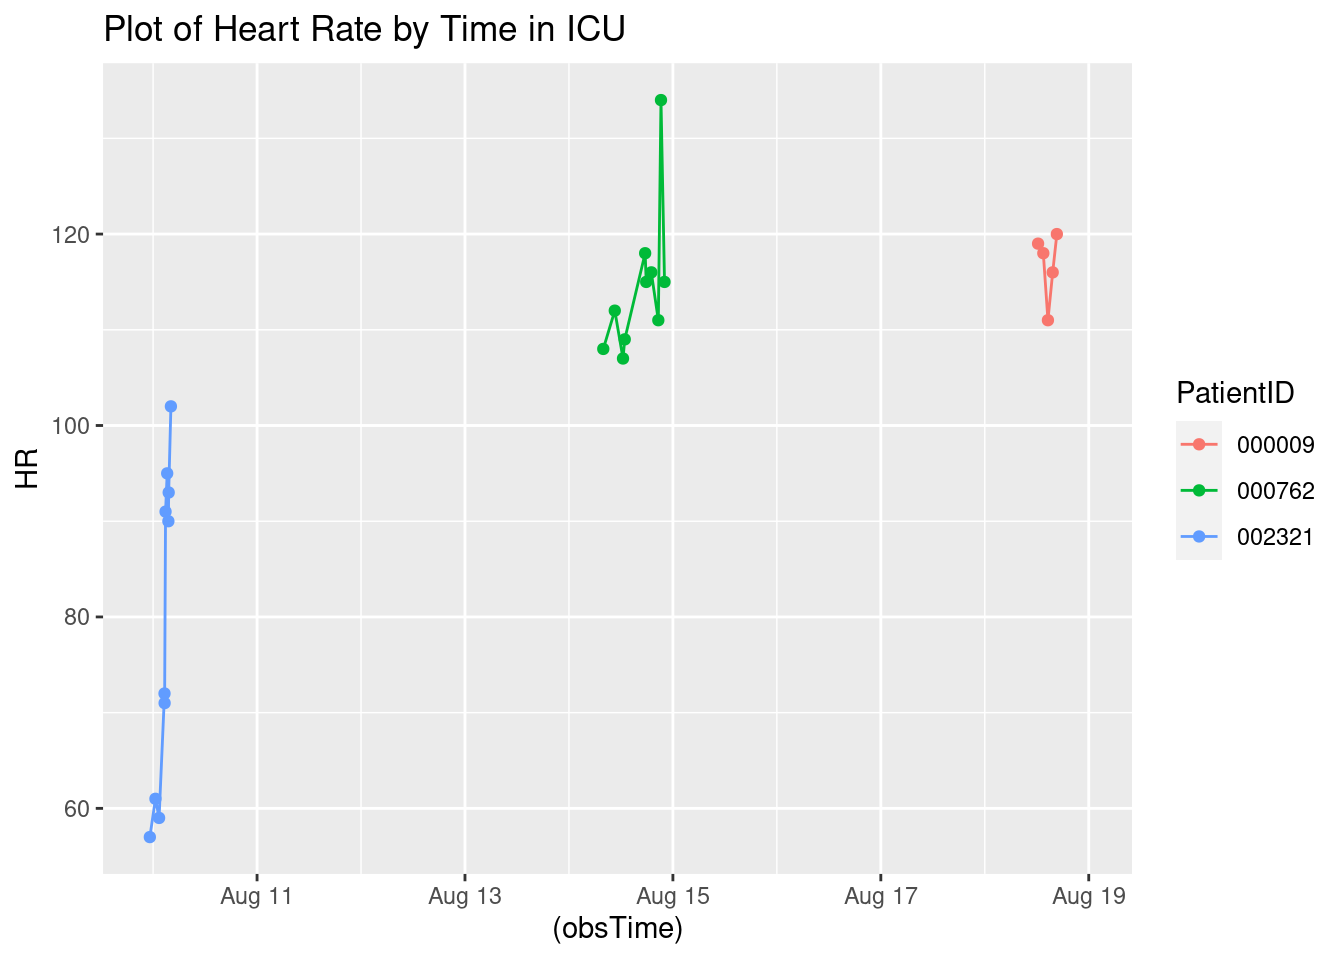 Plot of Heart Rate by Time in ICU
120
100
80
60
HR
Aug 11
Aug 13
Aug 15
Aug 17
Aug 19
(obsTime)
PatientID
000009
000762
002321